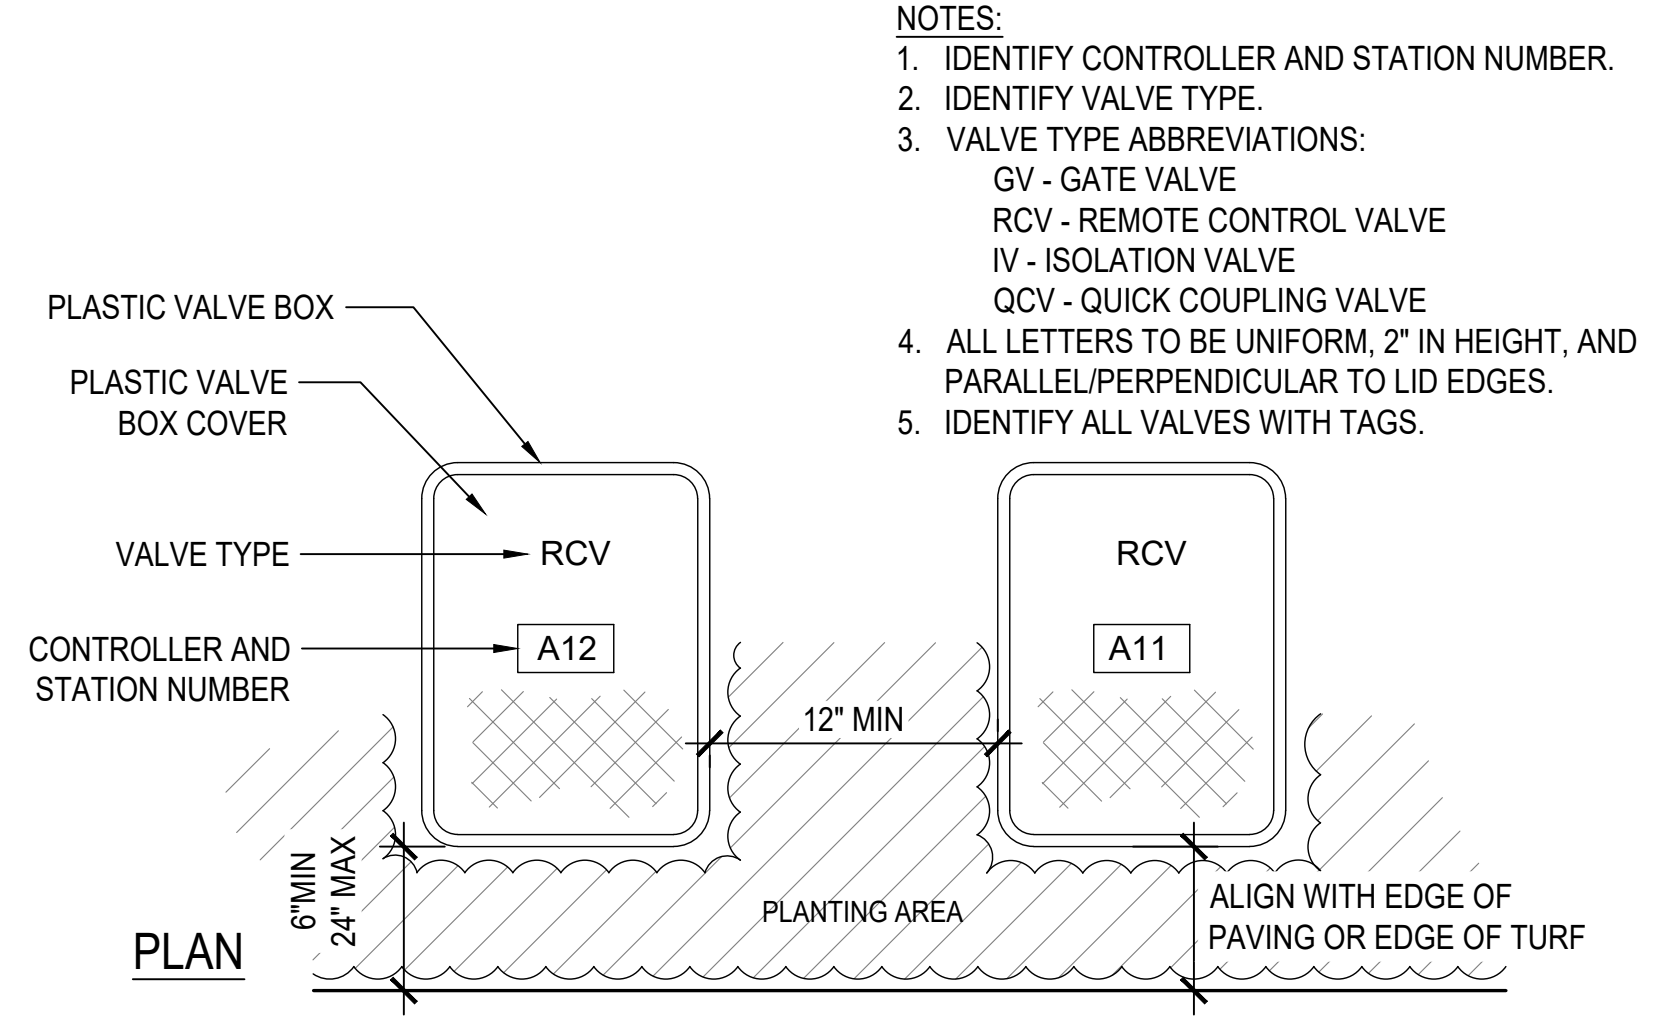 NOTES:
1. IDENTIFY CONTROLLER AND STATION NUMBER.
2. IDENTIFY VALVE TYPE.
3. VALVE TYPE ABBREVIATIONS:
GV - GATE VALVE
RCV - REMOTE CONTROL VALVE
IV - ISOLATION VALVE
QCV - QUICK COUPLING VALVE
4. ALL LETTERS TO BE UNIFORM, 2" IN HEIGHT, AND
PARALLEL/PERPENDICULAR TO LID EDGES.
5. IDENTIFY ALL VALVES WITH TAGS.
PLASTIC VALVE BOX
PLASTIC VALVE
BOX COVER
VALVE TYPE
RCV
RCV
CONTROLLER AND
STATION NUMBER
A12
A11
12" MIN
6"MIN
24" MAX
PLANTING AREA
ALIGN WITH EDGE OF
PAVING OR EDGE OF TURF
PLAN